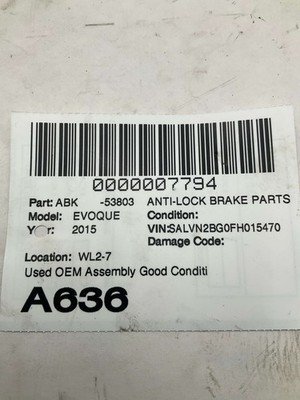 0000007794
Part: ABK -53803 ANTI-LOCK BRAKE PARTS
Model: EVOQUE Condition:
Year: 2015 VIN:SALVN2BG0FH015470
Damage Code:
Location: WL2-7
Used OEM Assembly Good Conditi
A636